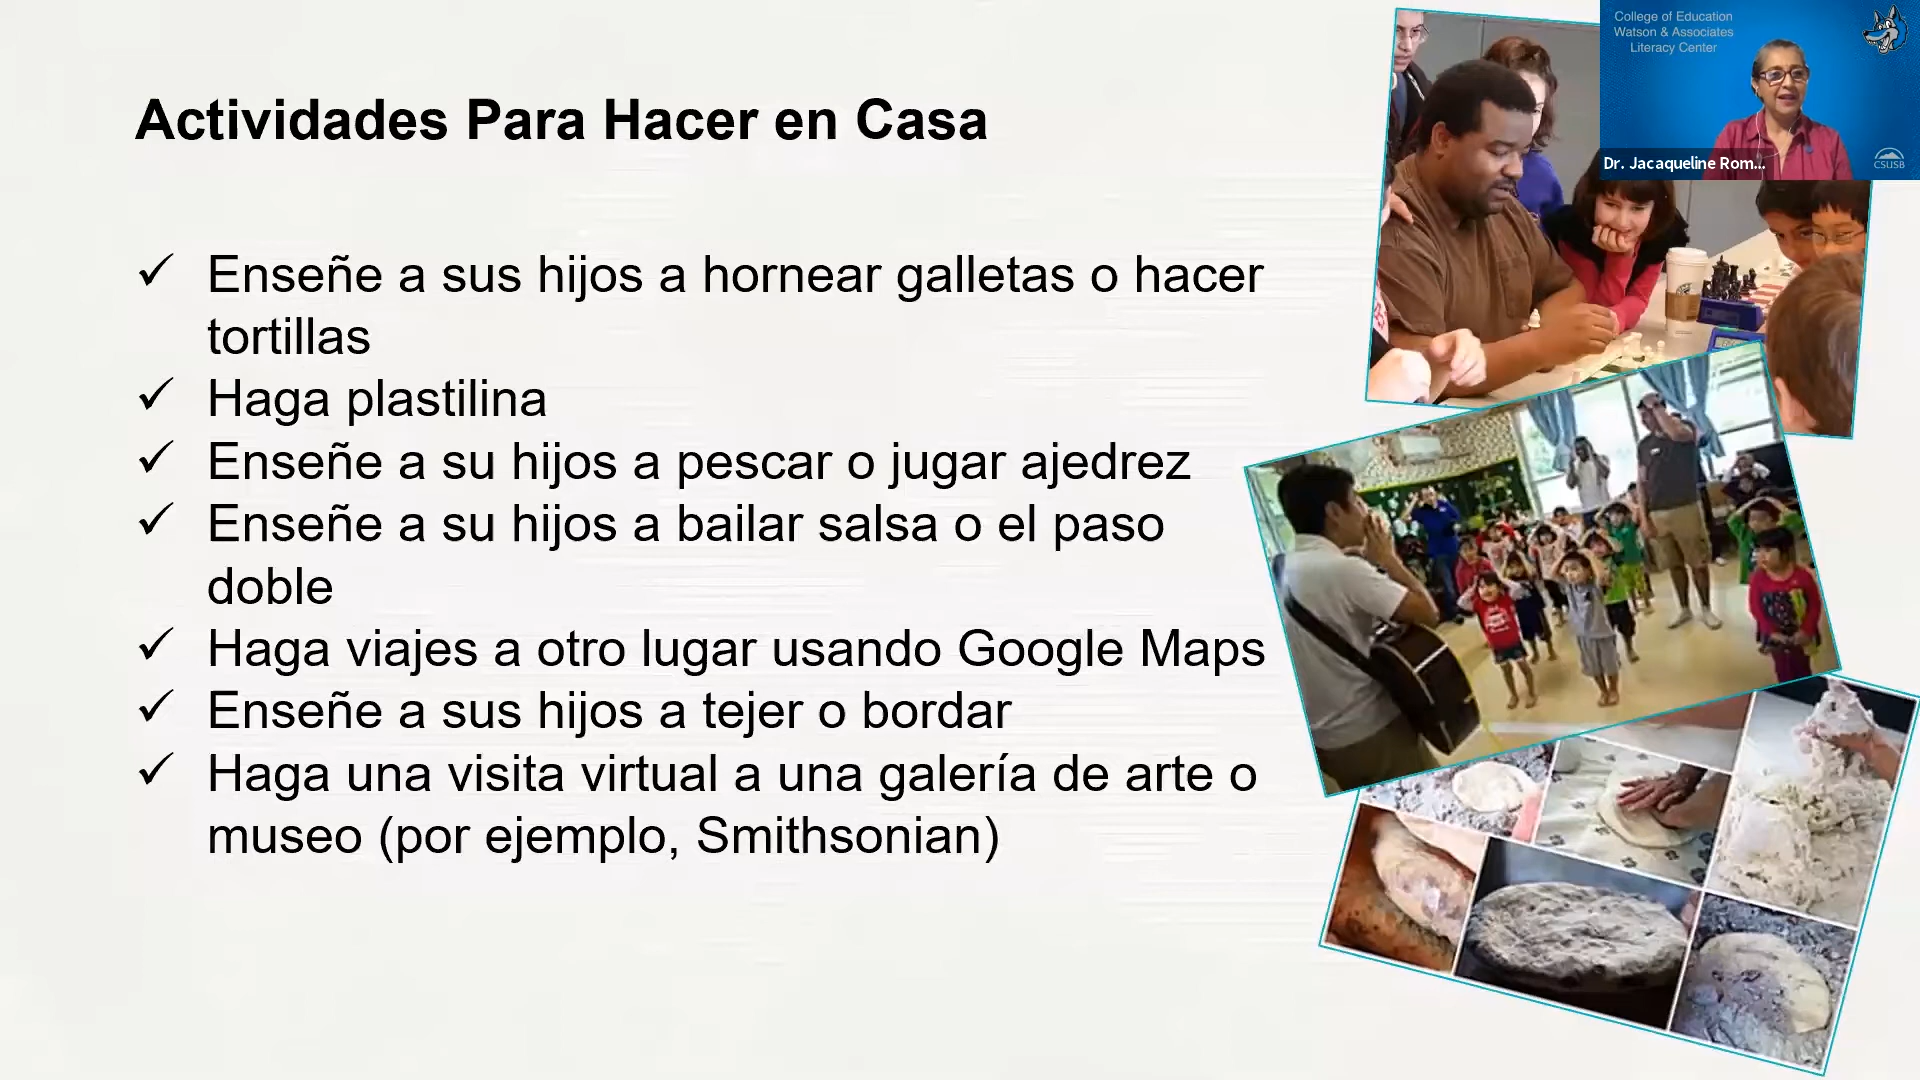 College of Education
Watson & Associates
Literacy Center
Dr. Jacaqueline Rom...
CSUSB
Actividades Para Hacer en Casa
✓ Enseñe a sus hijos a hornear galletas o hacer
tortillas
✓ Haga plastilina
✓ Enseñe a su hijos a pescar o jugar ajedrez
✓ Enseñe a su hijos a bailar salsa o el paso
doble
✓ Haga viajes a otro lugar usando Google Maps
✓ Enseñe a sus hijos a tejer o bordar
✓ Haga una visita virtual a una galería de arte o
museo (por ejemplo, Smithsonian)